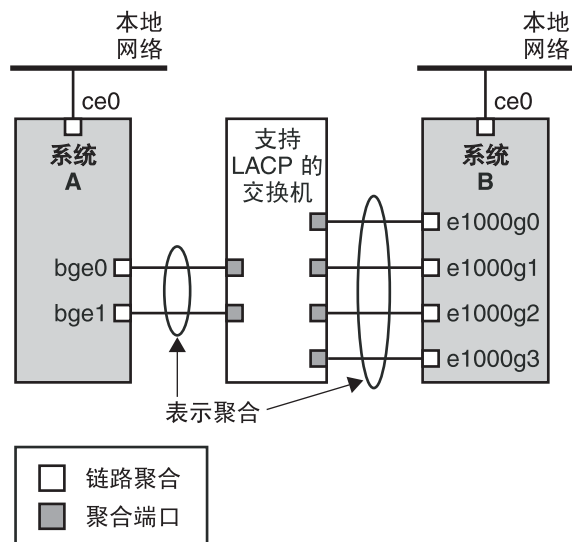 本地
网络
本地
网络
ce0
ce0
系统
A
支持
LACP 的
交换机
系统
B
e1000g0
bge0
e1000g1
bge1
e1000g2
e1000g3
表示聚合
链路聚合
聚合端口